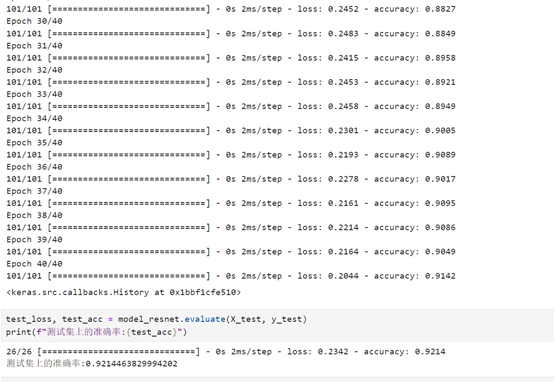 101/101 [==============================] - 0s 2ms/step - loss: 0.2452 - accuracy: 0.8827
Epoch 30/40
101/101 [==============================] - 0s 2ms/step - loss: 0.2483 - accuracy: 0.8849
Epoch 31/40
101/101 [==============================] - 0s 2ms/step - loss: 0.2415 - accuracy: 0.8958
Epoch 32/40
101/101 [==============================] - 0s 2ms/step - loss: 0.2453 - accuracy: 0.8921
Epoch 33/40
101/101 [==============================] - 0s 2ms/step - loss: 0.2458 - accuracy: 0.8949
Epoch 34/40
101/101 [==============================] - 0s 2ms/step - loss: 0.2301 - accuracy: 0.9005
Epoch 35/40
101/101 [==============================] - 0s 2ms/step - loss: 0.2193 - accuracy: 0.9089
Epoch 36/40
101/101 [==============================] - 0s 2ms/step - loss: 0.2278 - accuracy: 0.9017
Epoch 37/40
101/101 [==============================] - 0s 2ms/step - loss: 0.2161 - accuracy: 0.9095
Epoch 38/40
101/101 [==============================] - 0s 2ms/step - loss: 0.2214 - accuracy: 0.9086
Epoch 39/40
101/101 [==============================] - 0s 2ms/step - loss: 0.2164 - accuracy: 0.9049
Epoch 40/40
101/101 [==============================] - 0s 2ms/step - loss: 0.2044 - accuracy: 0.9142
<keras.src.callbacks.History at 0x1bbf1cfe510>
test_loss, test_acc = model_resnet.evaluate(X_test, y_test)
print(f"测试集上的准确率:{test_acc}")
26/26 [==============================] - 0s 2ms/step - loss: 0.2342 - accuracy: 0.9214
测试集上的准确率:0.9214463829994202